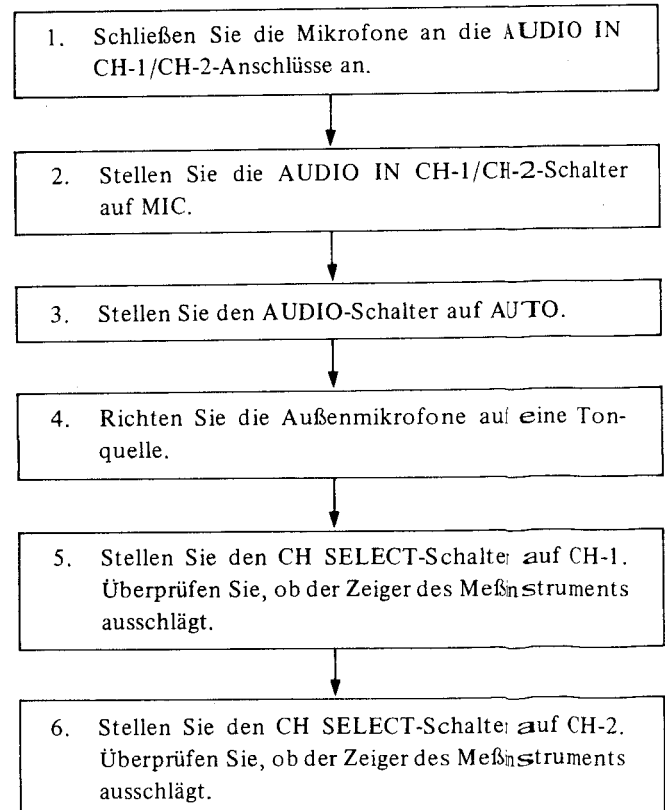 1. Schließen Sie die Mikrofone an die AUDIO IN
CH-1/CH-2-Anschlüsse an.
2. Stellen Sie die AUDIO IN CH-1/CH-2-Schalter
auf MIC.
3. Stellen Sie den AUDIO-Schalter auf AUTO.
4. Richten Sie die Außenmikrofone auf eine Ton-
quelle.
5. Stellen Sie den CH SELECT-Schalter auf CH-1.
Überprüfen Sie, ob der Zeiger des Meßinstruments
ausschlägt.
6. Stellen Sie den CH SELECT-Schalter auf CH-2.
Überprüfen Sie, ob der Zeiger des Meßinstruments
ausschlägt.